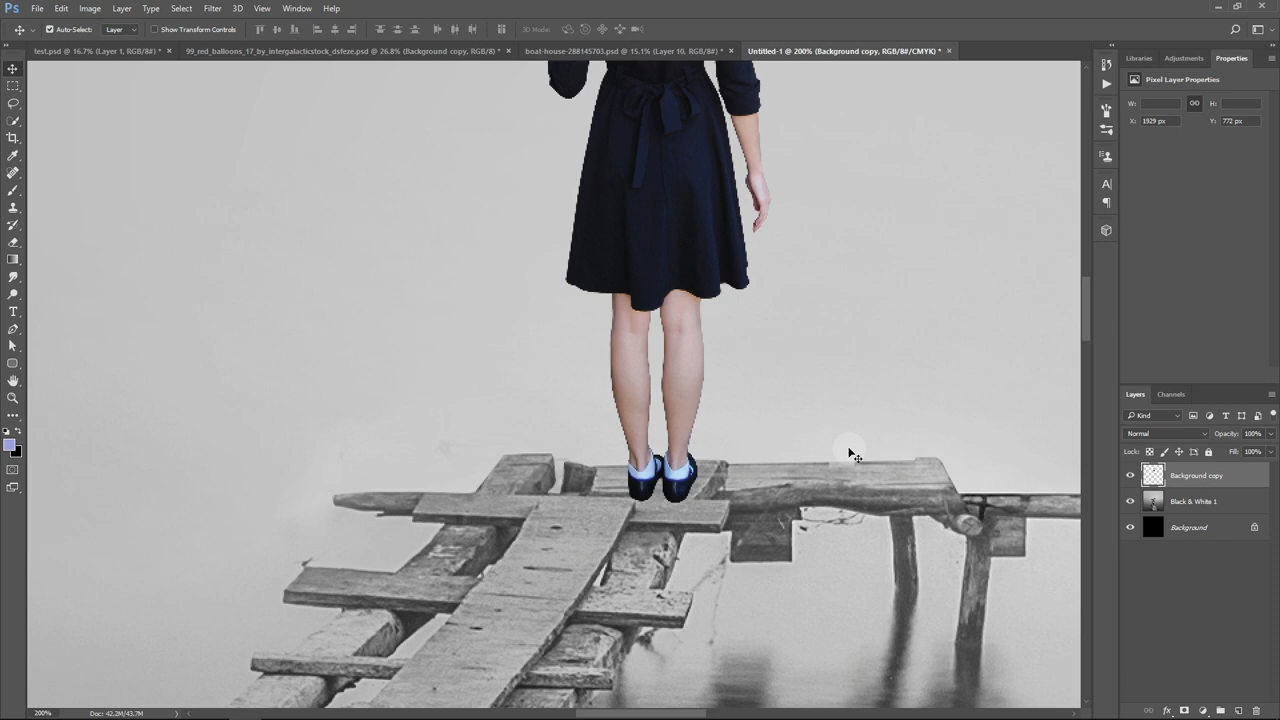 Ps File Edit Image Layer Type Select Filter 3D View Window Help
Auto-Select: Layer Show Transform Controls 3D Mode:
test.psd @ 16.7% (Layer 1, RGB/8#) * × 99_red_balloons_17_by_intergalacticstock_dsfeze.psd @ 26.8% (Background copy, RGB/8) * × boat-house-288145703.psd @ 15.1% (Layer 10, RGB/8#) * × Untitled-1 @ 200% (Background copy, RGB/8#/CMYK) * ×
Libraries Adjustments Properties
Pixel Layer Properties
W: H:
X: 1929 px Y: 772 px
Layers Channels
Kind
Normal Opacity: 100%
Lock: Fill: 100%
Background copy
Black & White 1
Background
200% Doc: 42.2M/43.7M